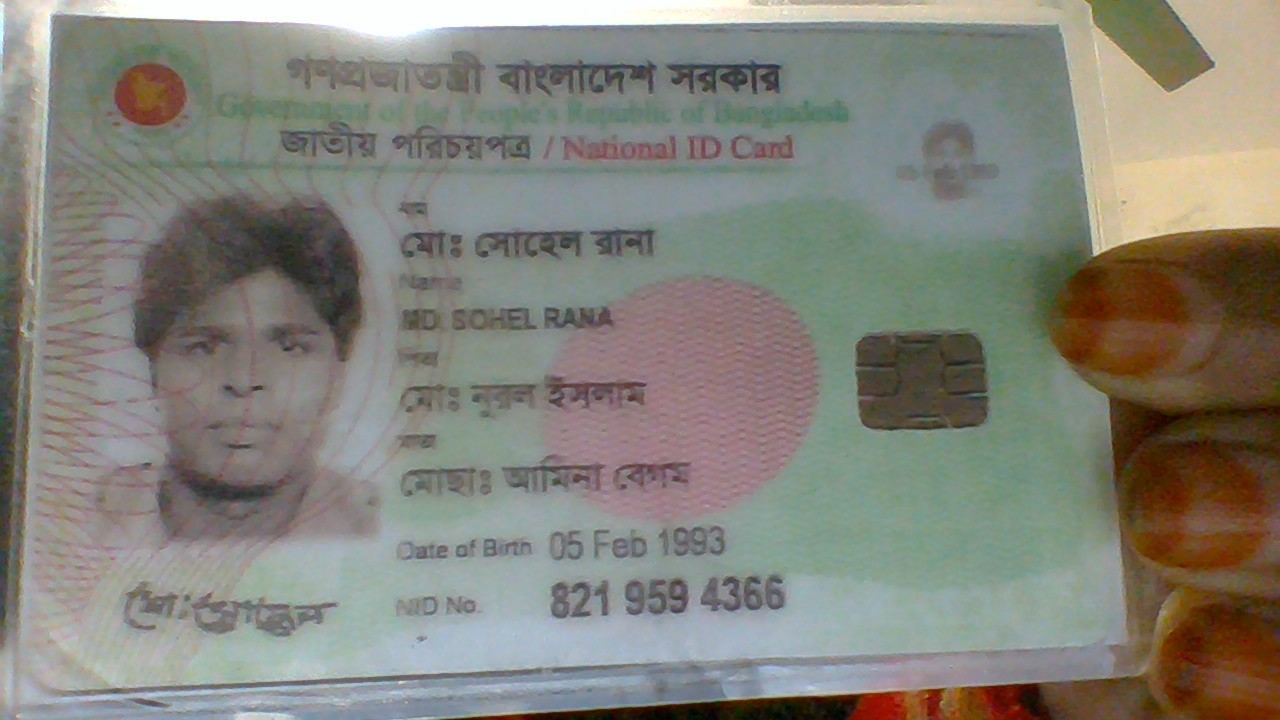 গণপ্রজাতন্ত্রী বাংলাদেশ সরকার
Government of the People's Republic of Bangladesh
জাতীয় পরিচয়পত্র / National ID Card
নাম
মোঃ সোহেল রানা
Name
MD. SOHEL RANA
পিতা
মোঃ নূরল ইসলাম
মাতা
মোছাঃ আমিনা বেগম
Date of Birth 05 Feb 1993
NID No. 821 959 4366
মোঃ সোহেল